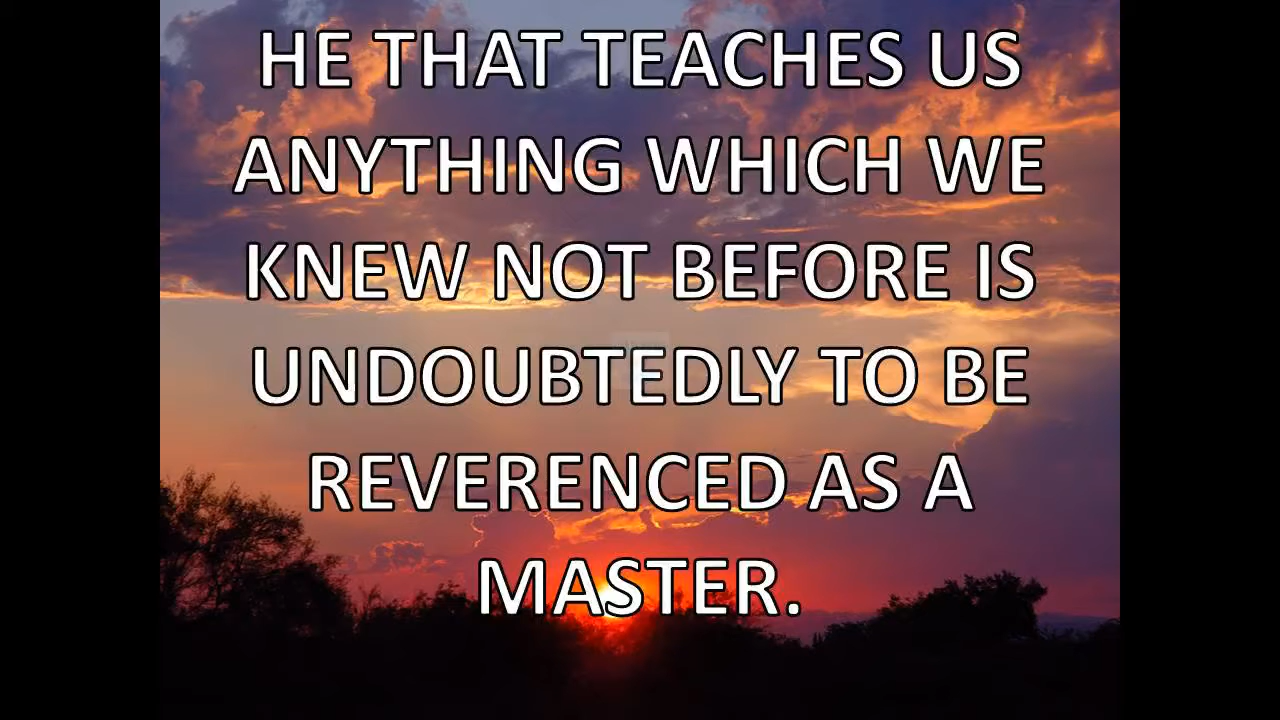 HE THAT TEACHES US
ANYTHING WHICH WE
KNEW NOT BEFORE IS
UNDOUBTEDLY TO BE
REVERENCED AS A
MASTER.